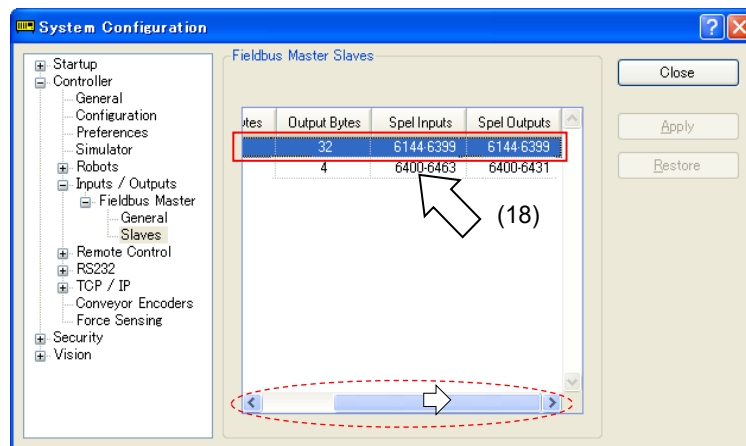 System Configuration
Startup
Controller
General
Configuration
Preferences
Simulator
Robots
Inputs / Outputs
Fieldbus Master
General
Slaves
Remote Control
RS232
TCP / IP
Conveyor Encoders
Force Sensing
Security
Vision
Fieldbus Master Slaves
ytes Output Bytes Spel Inputs Spel Outputs
32 6144-6399 6144-6399
4 6400-6463 6400-6431
(18)
Close
Apply
Restore